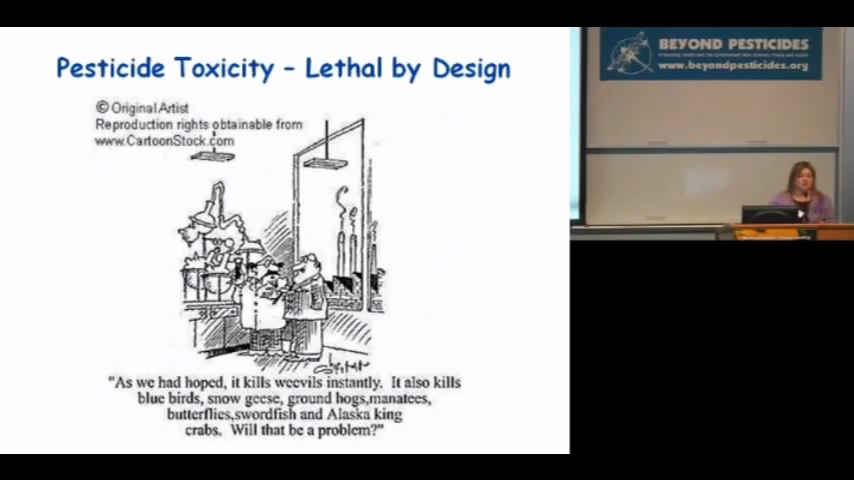 Pesticide Toxicity – Lethal by Design
© Original Artist
Reproduction rights obtainable from
www.CartoonStock.com
"As we had hoped, it kills weevils instantly. It also kills
blue birds, snow geese, ground hogs,manatees,
butterflies,swordfish and Alaska king
crabs. Will that be a problem?"
BEYOND PESTICIDES
www.beyondpesticides.org